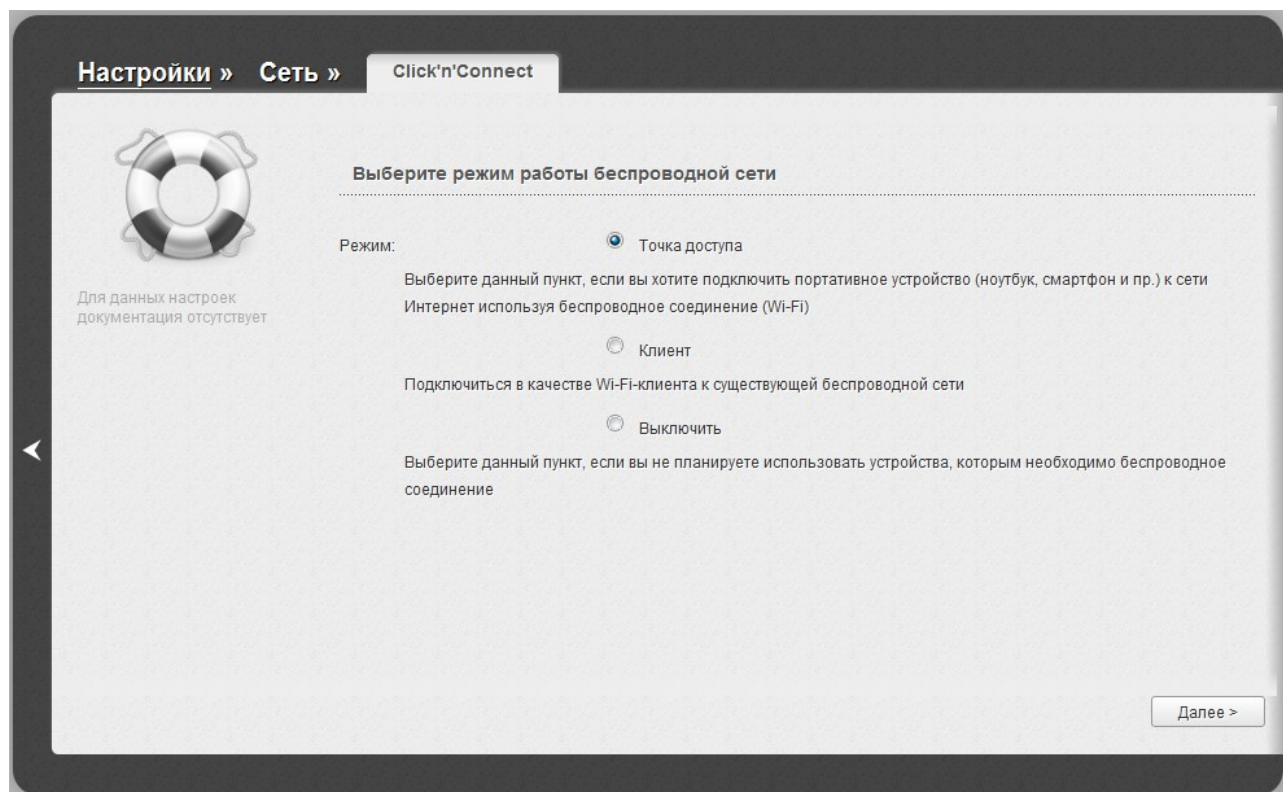 Настройки » Сеть » Click'n'Connect
Для данных настроек
документация отсутствует
Выберите режим работы беспроводной сети
Режим: Точка доступа
Выберите данный пункт, если вы хотите подключить портативное устройство (ноутбук, смартфон и пр.) к сети
Интернет используя беспроводное соединение (Wi-Fi)
Клиент
Подключиться в качестве Wi-Fi-клиента к существующей беспроводной сети
Выключить
Выберите данный пункт, если вы не планируете использовать устройства, которым необходимо беспроводное
соединение
Далее >